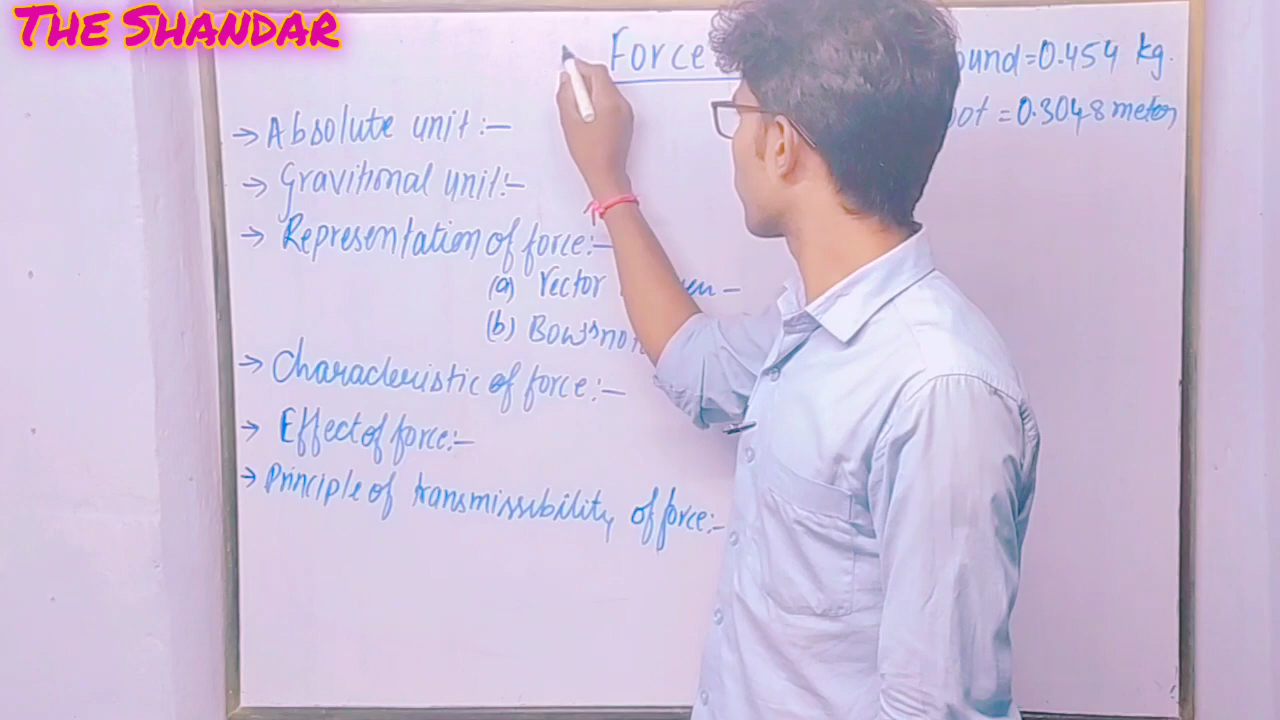 The Shandar
Force
ound=0.454 kg.
oot = 0.3048 meter
→ Absolute unit:-
→ Gravitional unit:-
→ Representation of force:-
(a) Vector
(b) Bow's
→ Characteristic of force:-
→ Effect of force:-
→ Principle of transmissibility of force:-